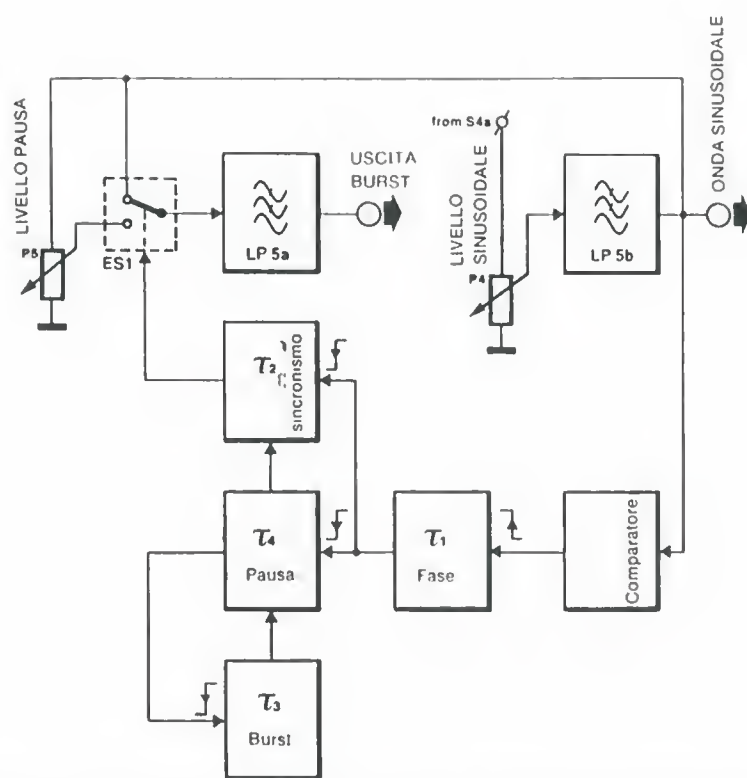 LIVELLO PAUSA
P5
ES1
LP 5a
USCITA
BURST
from S4a
LIVELLO
SINUSOIDALE
P4
LP 5b
ONDA SINUSOIDALE
τ2
sincronismo
τ4
Pausa
τ1
Fase
Comparatore
τ3
Burst